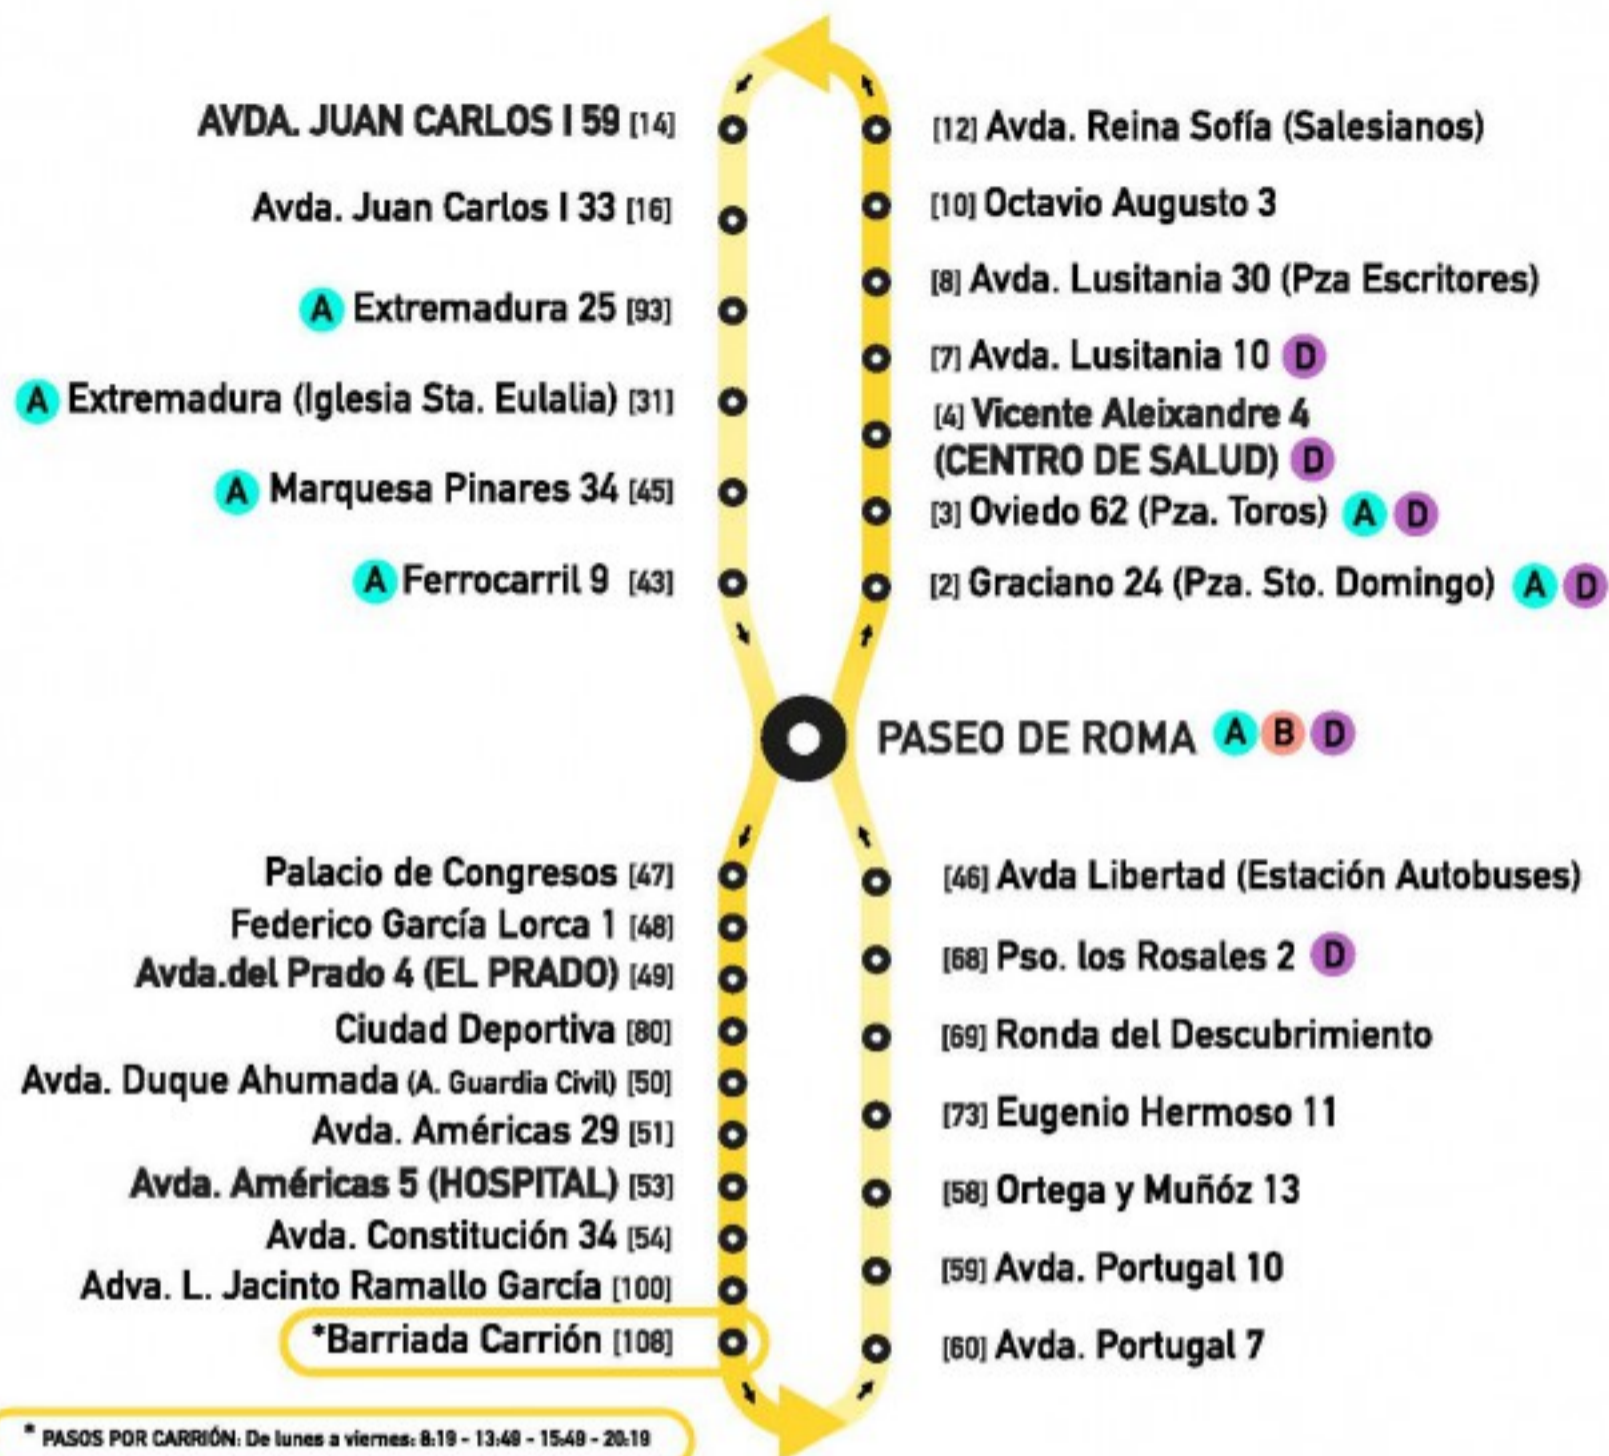 AVDA. JUAN CARLOS I 59 [14]
Avda. Juan Carlos I 33 [16]
A Extremadura 25 [93]
A Extremadura (Iglesia Sta. Eulalia) [31]
A Marquesa Pinares 34 [45]
A Ferrocarril 9 [43]
[12] Avda. Reina Sofía (Salesianos)
[10] Octavio Augusto 3
[8] Avda. Lusitania 30 (Pza Escritores)
[7] Avda. Lusitania 10 D
[4] Vicente Aleixandre 4
(CENTRO DE SALUD) D
[3] Oviedo 62 (Pza. Toros) A D
[2] Graciano 24 (Pza. Sto. Domingo) A D
PASEO DE ROMA A B D
Palacio de Congresos [47]
Federico García Lorca 1 [48]
Avda.del Prado 4 (EL PRADO) [49]
Ciudad Deportiva [80]
Avda. Duque Ahumada (A. Guardia Civil) [50]
Avda. Américas 29 [51]
Avda. Américas 5 (HOSPITAL) [53]
Avda. Constitución 34 [54]
Adva. L. Jacinto Ramallo García [100]
*Barriada Carrión [108]
[46] Avda Libertad (Estación Autobuses)
[68] Pso. los Rosales 2 D
[69] Ronda del Descubrimiento
[73] Eugenio Hermoso 11
[58] Ortega y Muñóz 13
[59] Avda. Portugal 10
[60] Avda. Portugal 7
* PASOS POR CARRIÓN: De lunes a viernes: 8:19 - 13:49 - 15:49 - 20:19